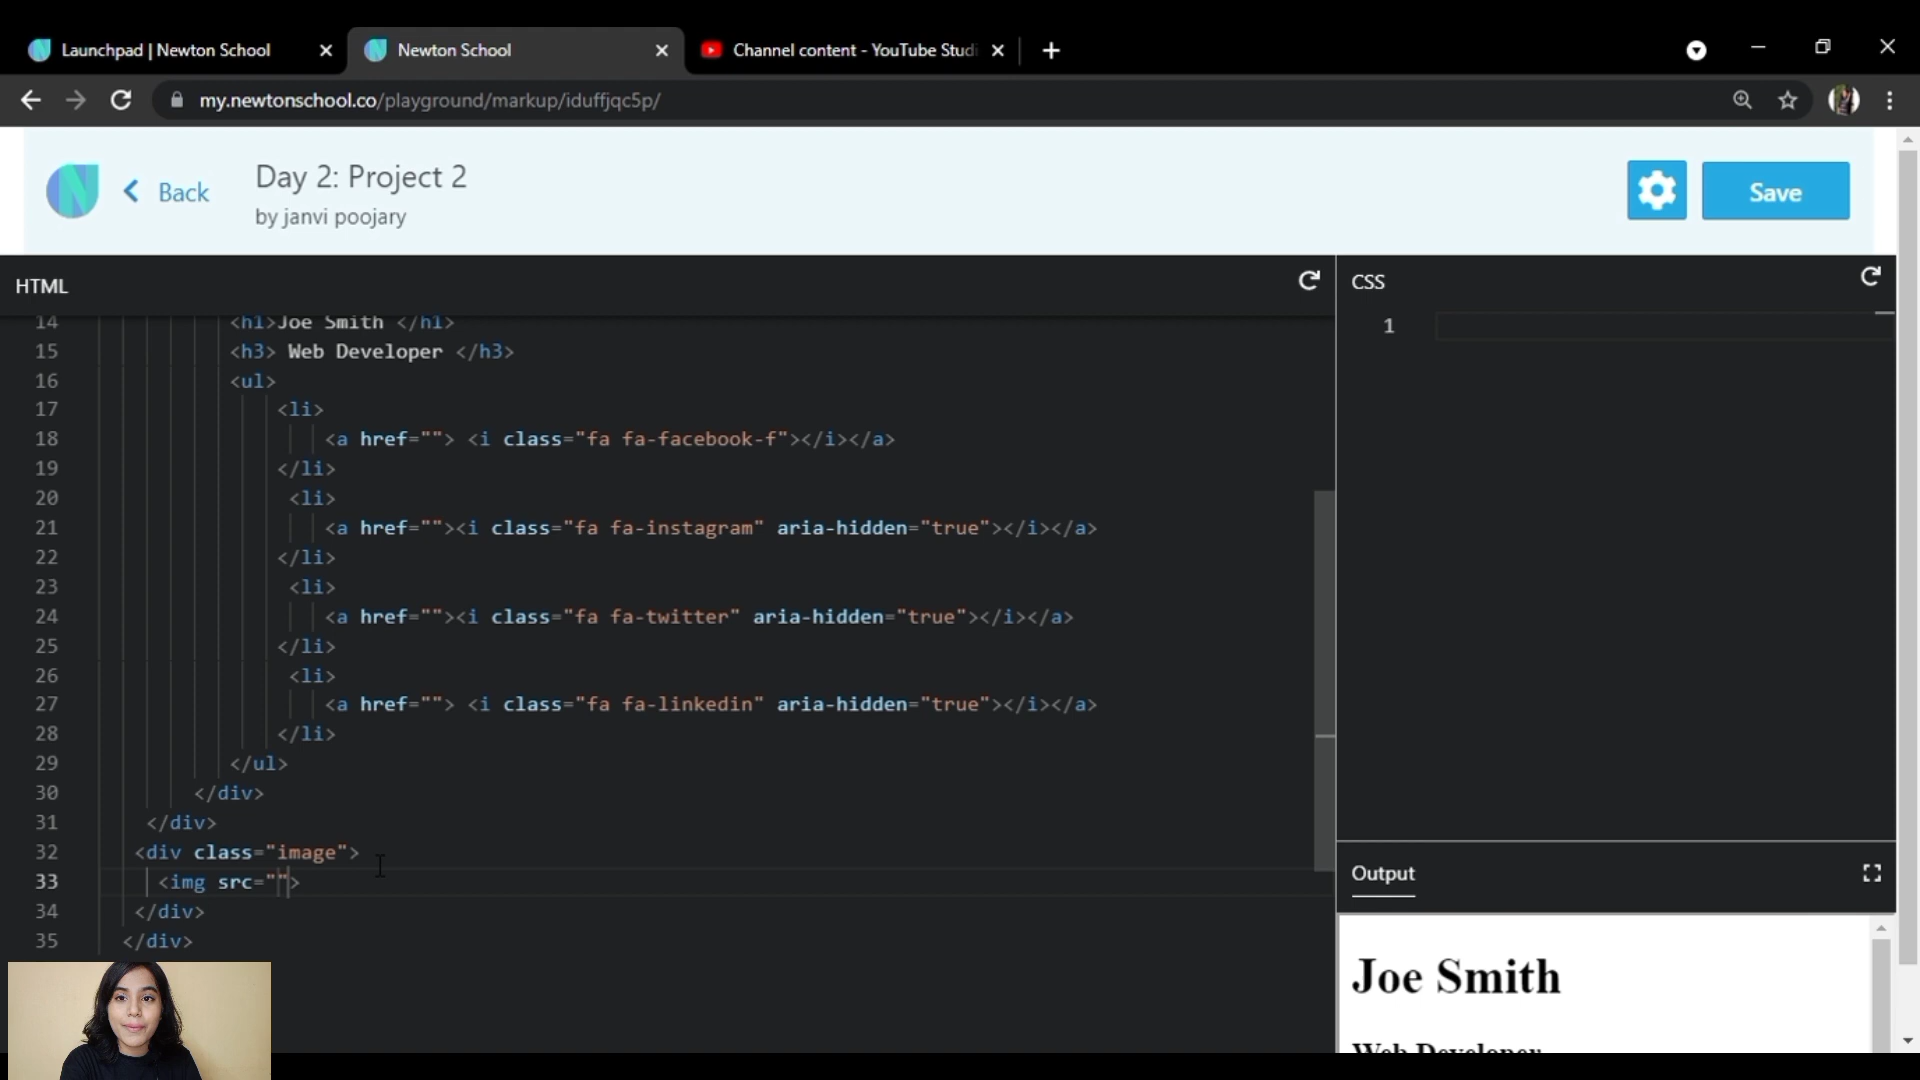 Launchpad | Newton School
Newton School
Channel content - YouTube Studi
my.newtonschool.co/playground/markup/iduffjqc5p/
Back
Day 2: Project 2
by janvi poojary
Save
HTML
14 <h1>Joe Smith </h1>
15 <h3> Web Developer </h3>
16 <ul>
17 <li>
18 <a href=""> <i class="fa fa-facebook-f"></i></a>
19 </li>
20 <li>
21 <a href=""><i class="fa fa-instagram" aria-hidden="true"></i></a>
22 </li>
23 <li>
24 <a href=""><i class="fa fa-twitter" aria-hidden="true"></i></a>
25 </li>
26 <li>
27 <a href=""> <i class="fa fa-linkedin" aria-hidden="true"></i></a>
28 </li>
29 </ul>
30 </div>
31 </div>
32 <div class="image">
33 <img src="">
34 </div>
35 </div>
CSS
1
Output
Joe Smith
Web Developer